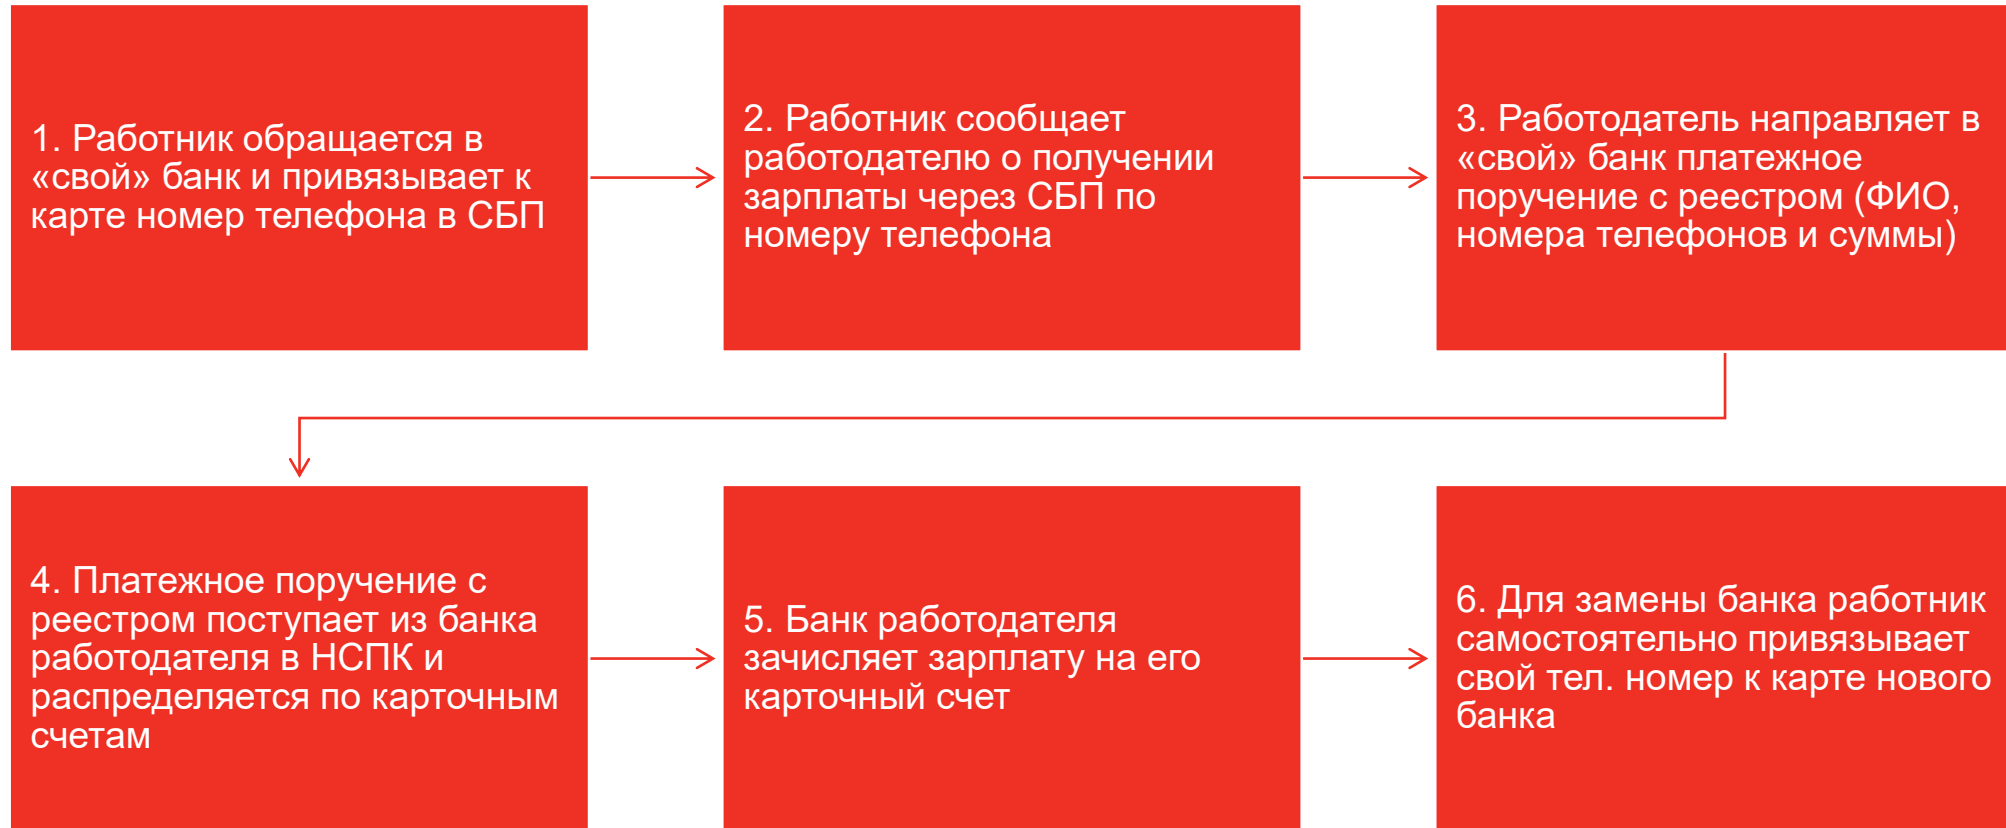 1. Работник обращается в
«свой» банк и привязывает к
карте номер телефона в СБП
2. Работник сообщает
работодателю о получении
зарплаты через СБП по
номеру телефона
3. Работодатель направляет в
«свой» банк платежное
поручение с реестром (ФИО,
номера телефонов и суммы)
4. Платежное поручение с
реестром поступает из банка
работодателя в НСПК и
распределяется по карточным
счетам
5. Банк работодателя
зачисляет зарплату на его
карточный счет
6. Для замены банка работник
самостоятельно привязывает
свой тел. номер к карте нового
банка